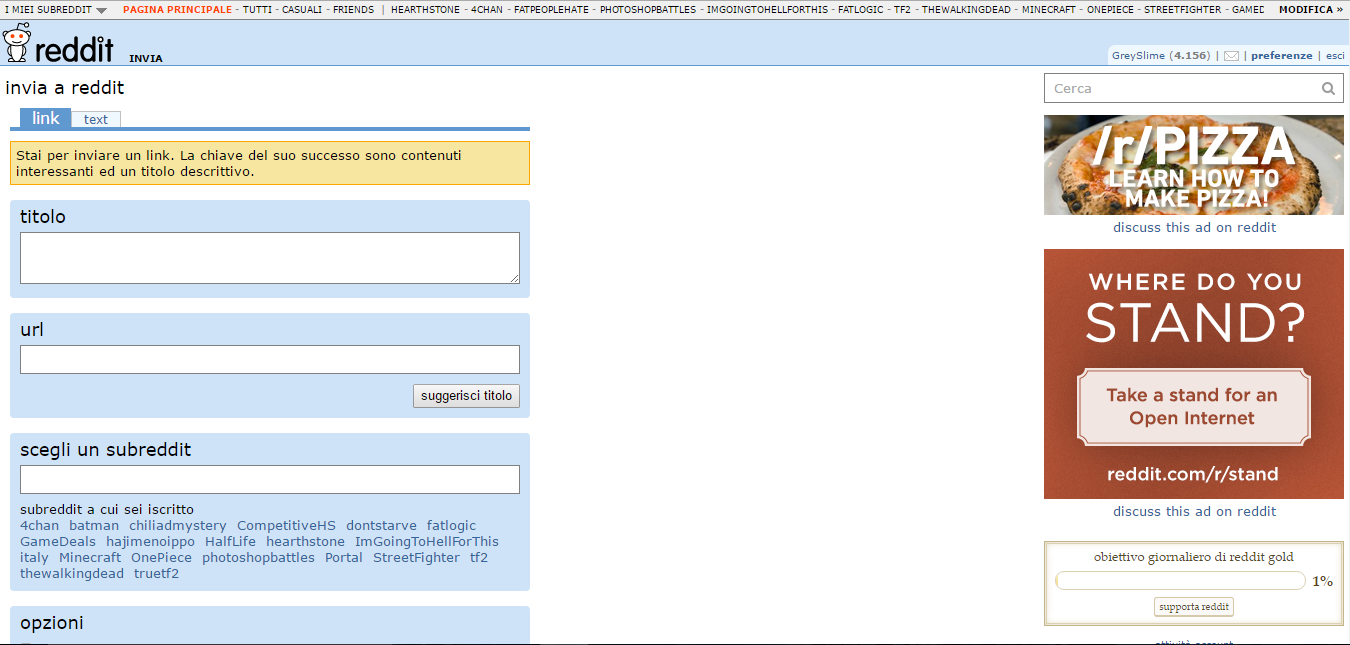 I MIEI SUBREDDIT PAGINA PRINCIPALE - TUTTI - CASUALI - FRIENDS | HEARTHSTONE - 4CHAN - FATPEOPLEHATE - PHOTOSHOPBATTLES - IMGOINGTOHELLFORTHIS - FATLOGIC - TF2 - THEWALKINGDEAD - MINECRAFT - ONEPIECE - STREETFIGHTER - GAMED MODIFICA »
reddit INVIA
GreySlime (4.156) | | preferenze | esci
invia a reddit
link text
Stai per inviare un link. La chiave del suo successo sono contenuti
interessanti ed un titolo descrittivo.
titolo
url
suggerisci titolo
scegli un subreddit
subreddit a cui sei iscritto
4chan batman chiliadmystery CompetitiveHS dontstarve fatlogic
GameDeals hajimenoippo HalfLife hearthstone ImGoingToHellForThis
italy Minecraft OnePiece photoshopbattles Portal StreetFighter tf2
thewalkingdead truetf2
opzioni
Cerca
/r/PIZZA
LEARN HOW TO
MAKE PIZZA!
discuss this ad on reddit
WHERE DO YOU
STAND?
Take a stand for an
Open Internet
reddit.com/r/stand
discuss this ad on reddit
obiettivo giornaliero di reddit gold
1%
supporta reddit